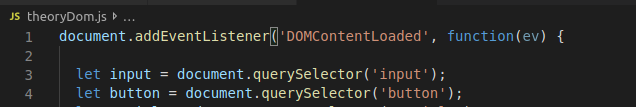 JS theoryDom.js > ...
1 document.addEventListener('DOMContentLoaded', function(ev) {
2
3 let input = document.querySelector('input');
4 let button = document.querySelector('button');